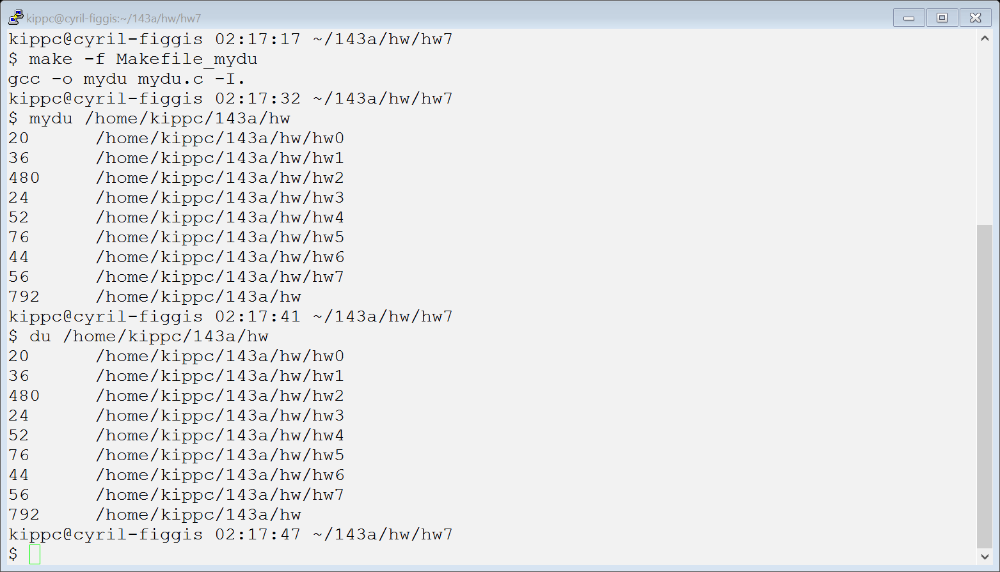 kippc@cyril-figgis:~/143a/hw/hw7
kippc@cyril-figgis 02:17:17 ~/143a/hw/hw7
$ make -f Makefile_mydu
gcc -o mydu mydu.c -I.
kippc@cyril-figgis 02:17:32 ~/143a/hw/hw7
$ mydu /home/kippc/143a/hw
20      /home/kippc/143a/hw/hw0
36      /home/kippc/143a/hw/hw1
480     /home/kippc/143a/hw/hw2
24      /home/kippc/143a/hw/hw3
52      /home/kippc/143a/hw/hw4
76      /home/kippc/143a/hw/hw5
44      /home/kippc/143a/hw/hw6
56      /home/kippc/143a/hw/hw7
792     /home/kippc/143a/hw
kippc@cyril-figgis 02:17:41 ~/143a/hw/hw7
$ du /home/kippc/143a/hw
20      /home/kippc/143a/hw/hw0
36      /home/kippc/143a/hw/hw1
480     /home/kippc/143a/hw/hw2
24      /home/kippc/143a/hw/hw3
52      /home/kippc/143a/hw/hw4
76      /home/kippc/143a/hw/hw5
44      /home/kippc/143a/hw/hw6
56      /home/kippc/143a/hw/hw7
792     /home/kippc/143a/hw
kippc@cyril-figgis 02:17:47 ~/143a/hw/hw7
$